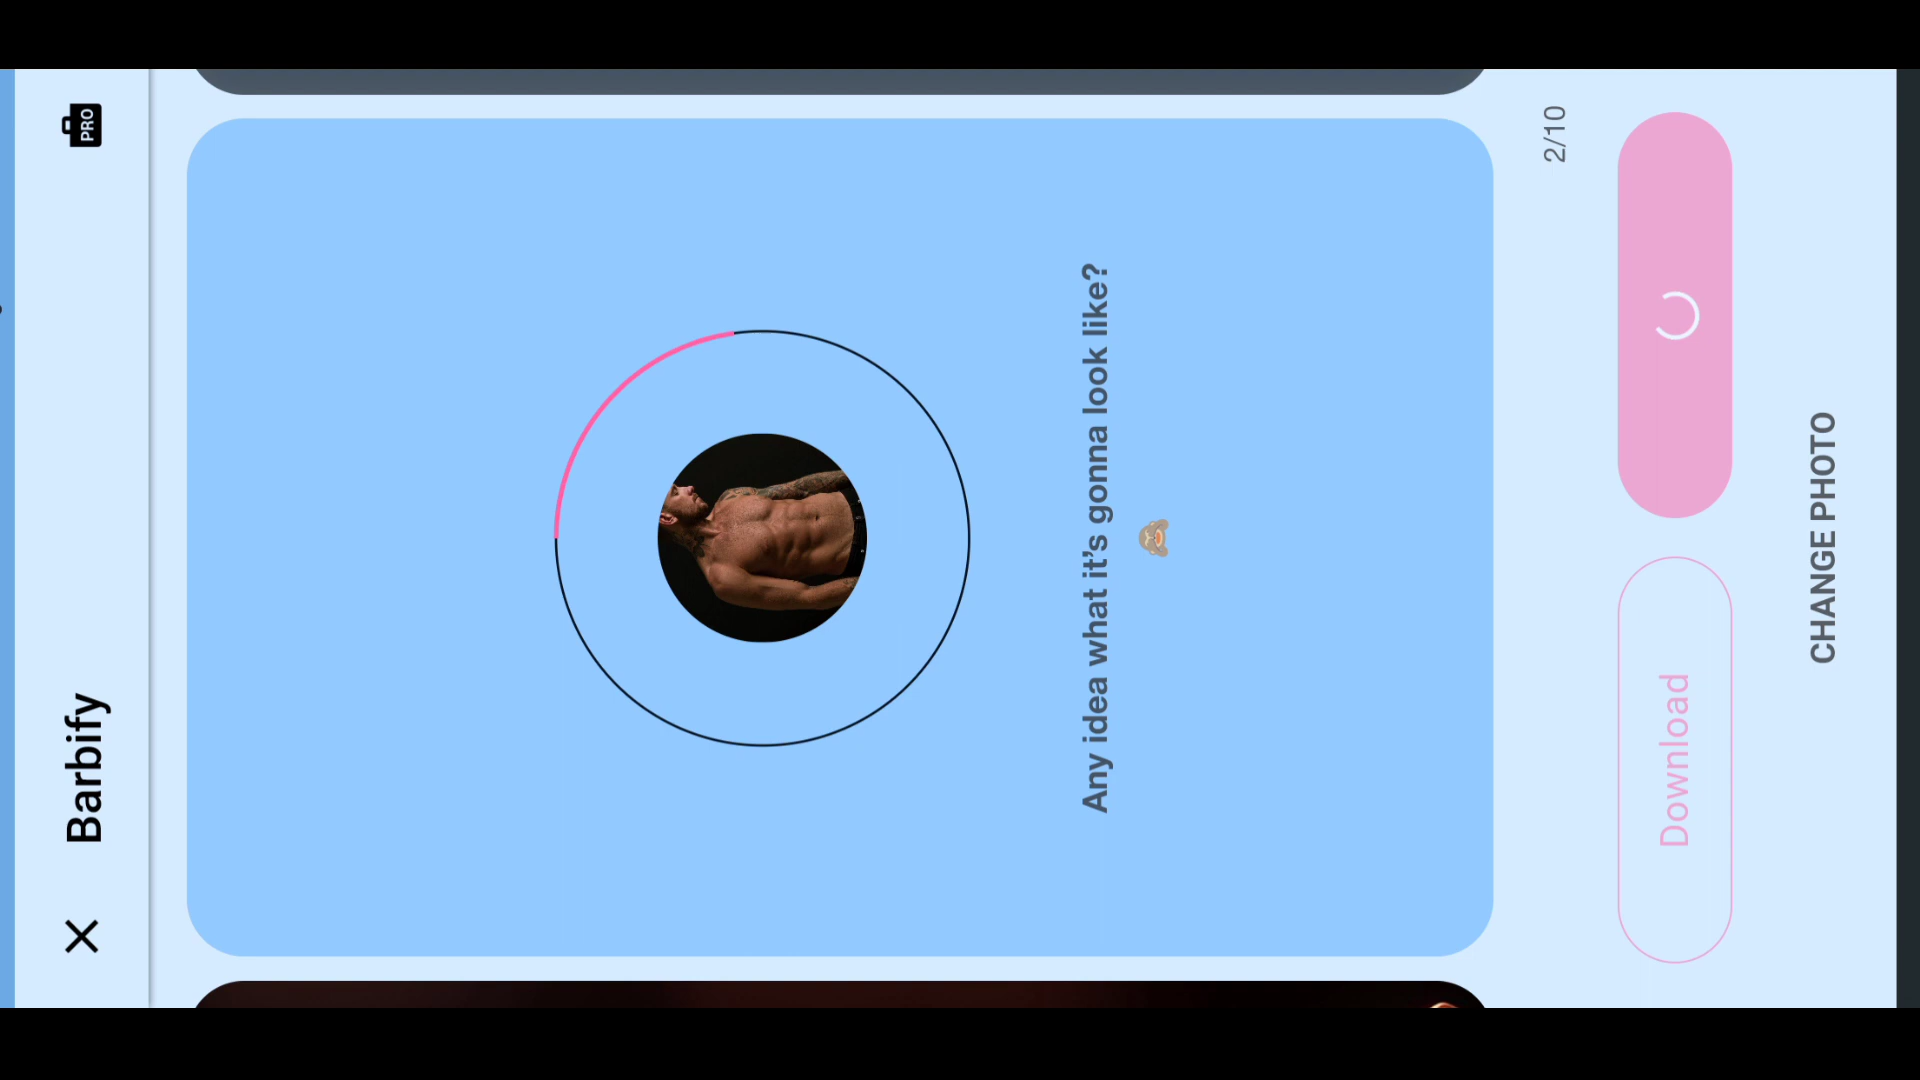 Barbify
PRO
Any idea what it's gonna look like?
2/10
Download
CHANGE PHOTO